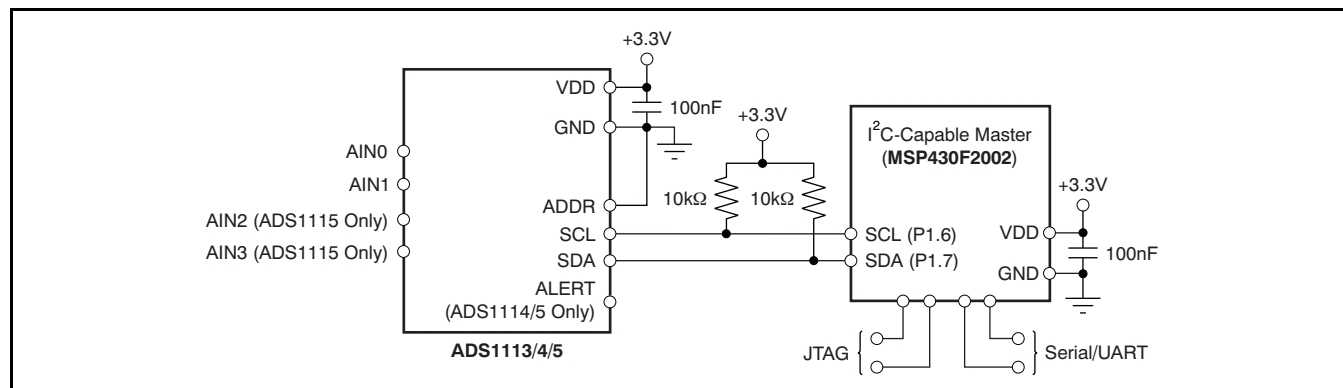 +3.3V
VDD
100nF
GND
AIN0
AIN1
AIN2 (ADS1115 Only)
AIN3 (ADS1115 Only)
ADDR
SCL
SDA
ALERT
(ADS1114/5 Only)
ADS1113/4/5
+3.3V
10kΩ
10kΩ
I²C-Capable Master
(MSP430F2002)
SCL (P1.6)
SDA (P1.7)
+3.3V
VDD
100nF
GND
JTAG
Serial/UART